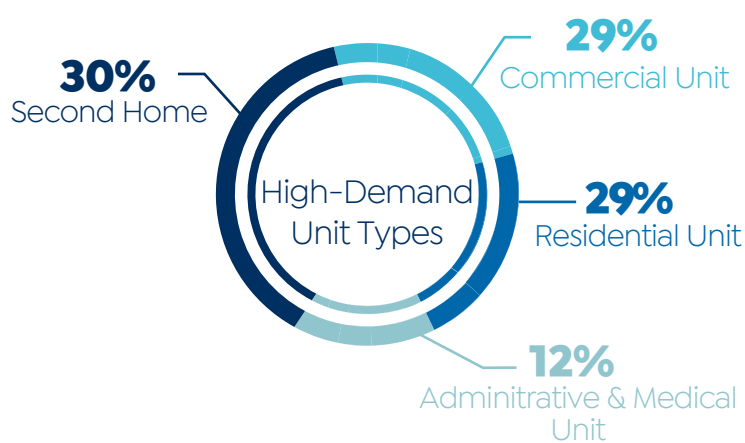 30%
Second Home
29%
Commercial Unit
High-Demand
Unit Types
29%
Residential Unit
12%
Adminitrative & Medical
Unit